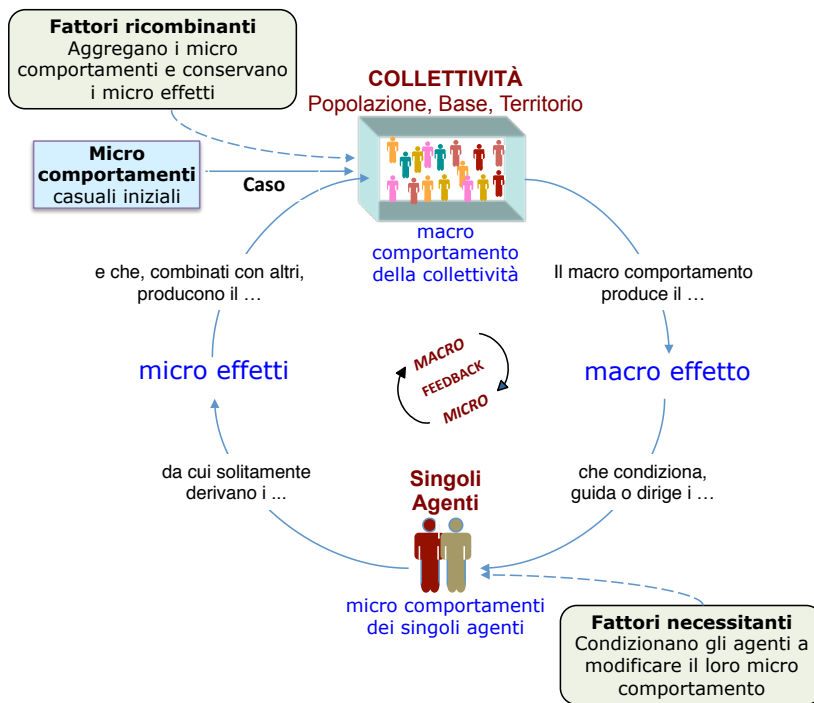 Fattori ricombinanti
Aggregano i micro
comportamenti e conservano
i micro effetti
COLLETTIVITÀ
Popolazione, Base, Territorio
Micro
comportamenti
casuali iniziali
Caso
macro
comportamento
della collettività
e che, combinati con altri,
producono il …
Il macro comportamento
produce il …
micro effetti
MACRO
FEEDBACK
MICRO
macro effetto
da cui solitamente
derivano i ...
che condiziona,
guida o dirige i …
Singoli
Agenti
micro comportamenti
dei singoli agenti
Fattori necessitanti
Condizionano gli agenti a
modificare il loro micro
comportamento